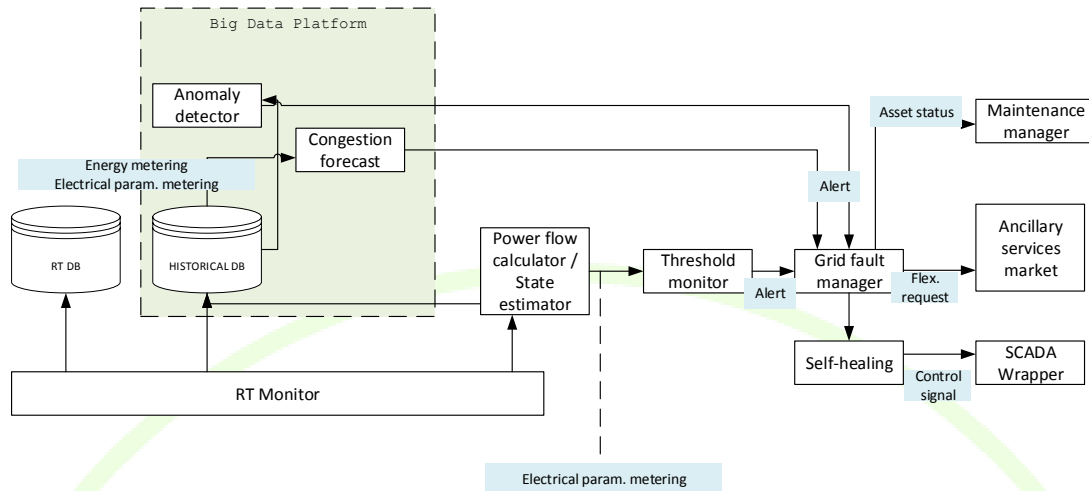 Big Data Platform
Anomaly
detector
Congestion
forecast
Energy metering
Electrical param. metering
RT DB
HISTORICAL DB
Power flow
calculator /
State
estimator
Threshold
monitor
Alert
Alert
Grid fault
manager
Asset status
Maintenance
manager
Flex.
request
Ancillary
services
market
Self-healing
Control
signal
SCADA
Wrapper
RT Monitor
Electrical param. metering